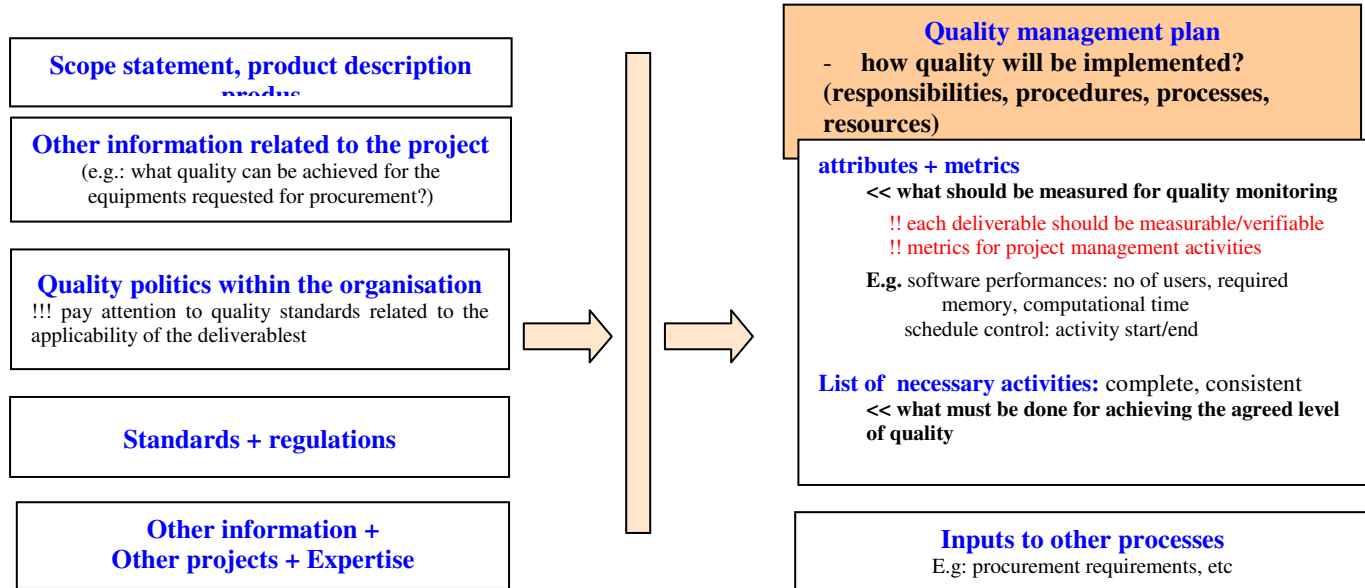 Scope statement, product description
produs
Other information related to the project
(e.g.: what quality can be achieved for the
equipments requested for procurement?)
Quality politics within the organisation
!!! pay attention to quality standards related to the
applicability of the deliverablest
Standards + regulations
Other information +
Other projects + Expertise
Quality management plan
- how quality will be implemented?
(responsibilities, procedures, processes,
resources)
attributes + metrics
<< what should be measured for quality monitoring
!! each deliverable should be measurable/verifiable
!! metrics for project management activities
E.g. software performances: no of users, required
memory, computational time
schedule control: activity start/end
List of necessary activities: complete, consistent
<< what must be done for achieving the agreed level
of quality
Inputs to other processes
E.g: procurement requirements, etc